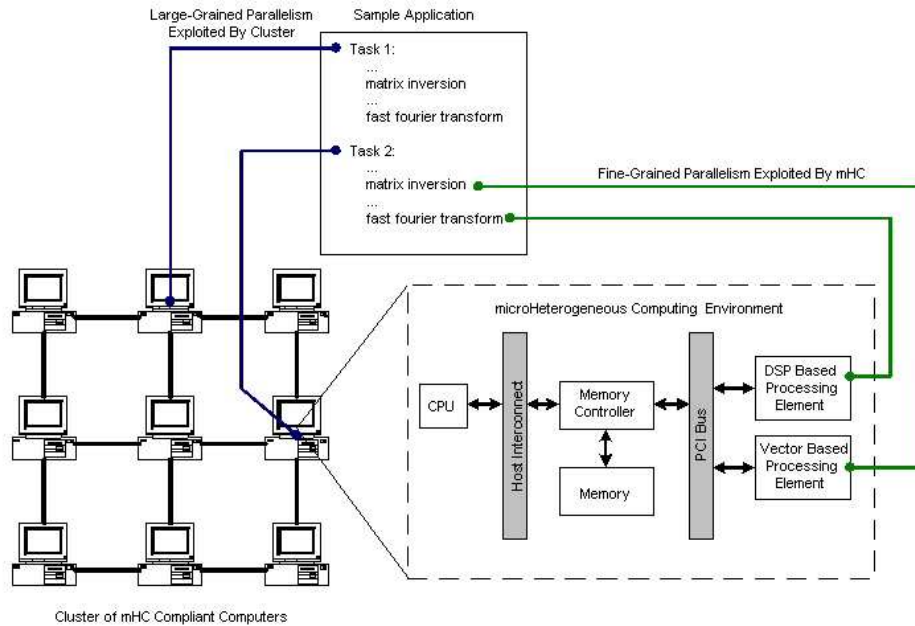 Large-Grained Parallelism
Exploited By Cluster
Sample Application
Task 1:
...
matrix inversion
...
fast fourier transform
Task 2:
...
matrix inversion
...
fast fourier transform
Fine-Grained Parallelism Exploited By mHC
microHeterogeneous Computing Environment
CPU
Host Interconnect
Memory
Controller
Memory
PCI Bus
DSP Based
Processing
Element
Vector Based
Processing
Element
Cluster of mHC Compliant Computers